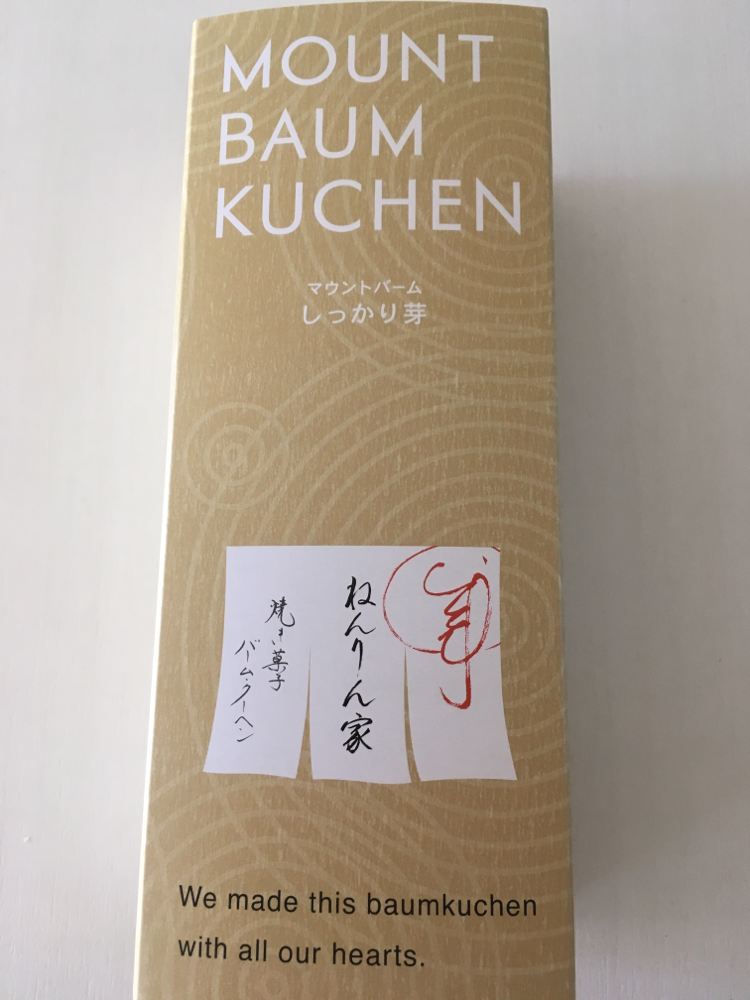 MOUNT
BAUM
KUCHEN
マウントバーム
しっかり芽
芽
ねんりん家
焼き菓子
バーム・クーヘン
We made this baumkuchen
with all our hearts.